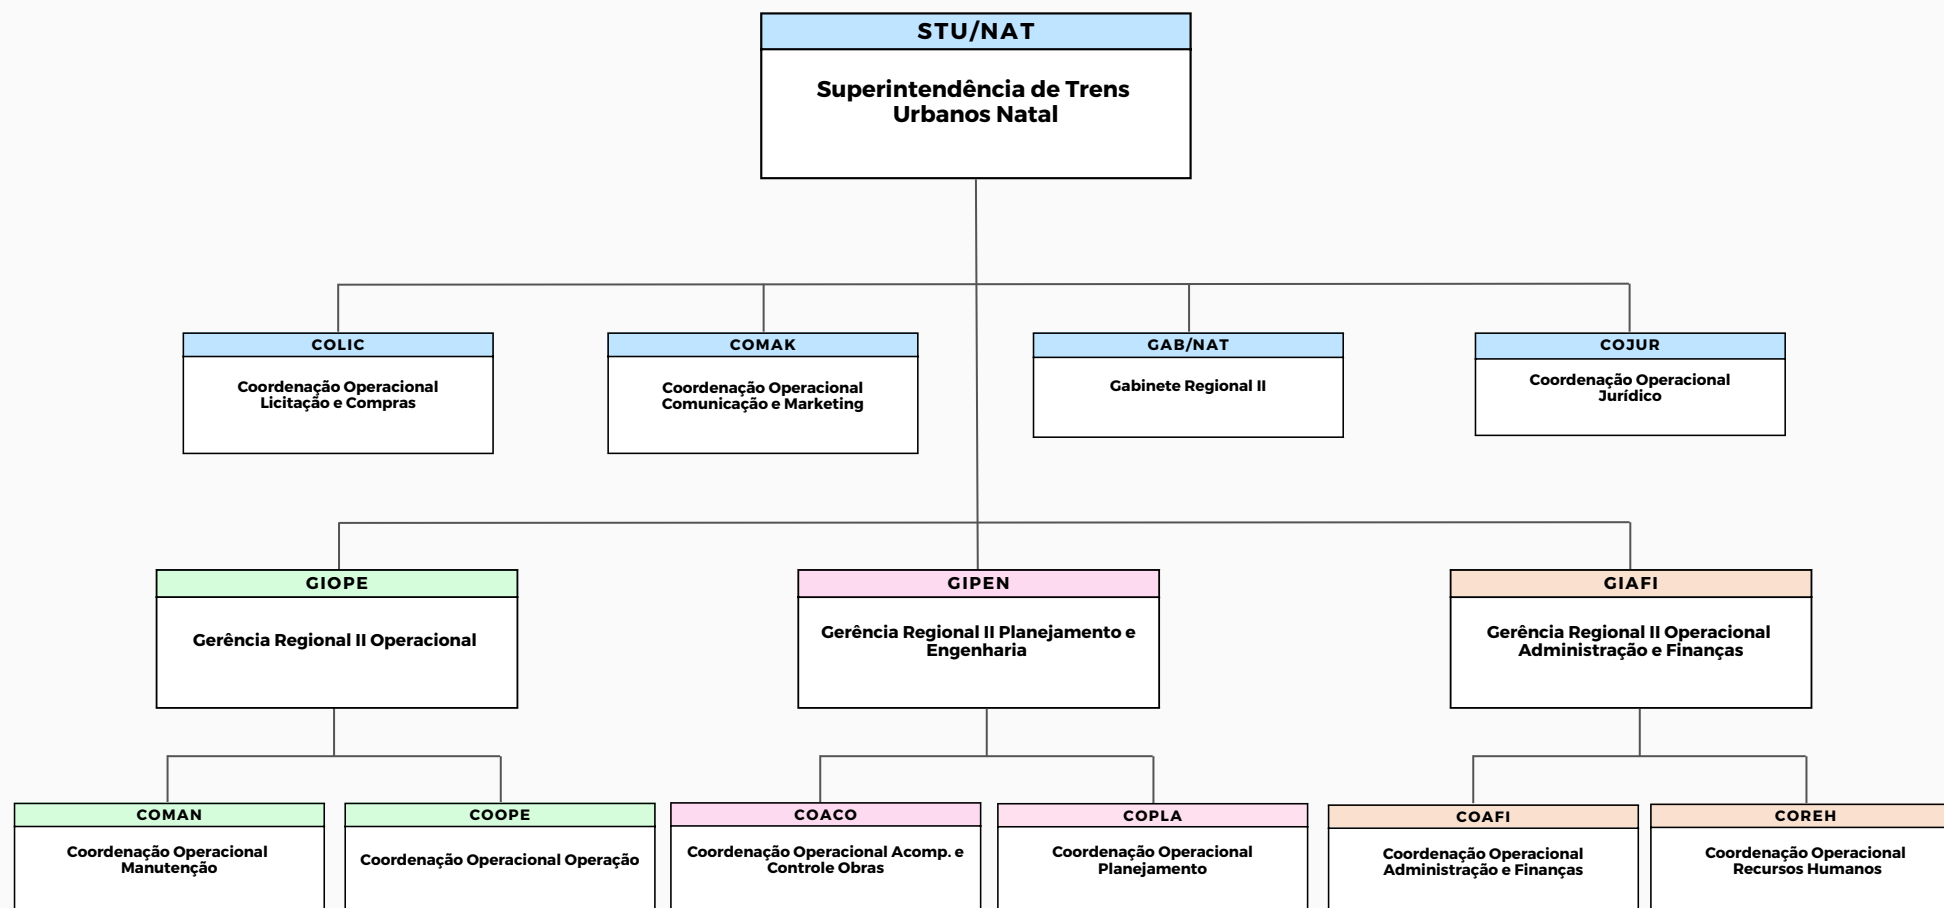 STU/NAT
Superintendência de Trens
Urbanos Natal
COLIC
Coordenação Operacional
Licitação e Compras
COMAK
Coordenação Operacional
Comunicação e Marketing
GAB/NAT
Gabinete Regional II
COJUR
Coordenação Operacional
Jurídico
GIOPE
Gerência Regional II Operacional
GIPEN
Gerência Regional II Planejamento e
Engenharia
GIAFI
Gerência Regional II Operacional
Administração e Finanças
COMAN
Coordenação Operacional
Manutenção
COOPE
Coordenação Operacional Operação
COACO
Coordenação Operacional Acomp. e
Controle Obras
COPLA
Coordenação Operacional
Planejamento
COAFI
Coordenação Operacional
Administração e Finanças
COREH
Coordenação Operacional
Recursos Humanos